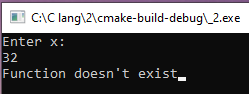 C:\C lang\2\cmake-build-debug\_2.exe
Enter x:
32
Function doesn't exist